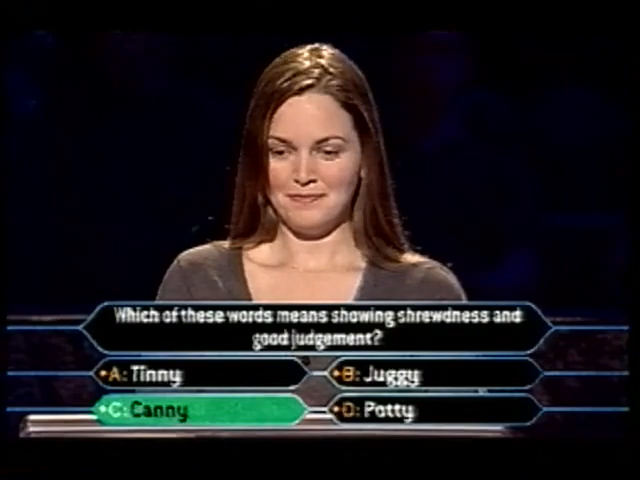 Which of these words means showing shrewdness and
good judgement?
A: Tinny
B: Juggy
C: Canny
D: Potty